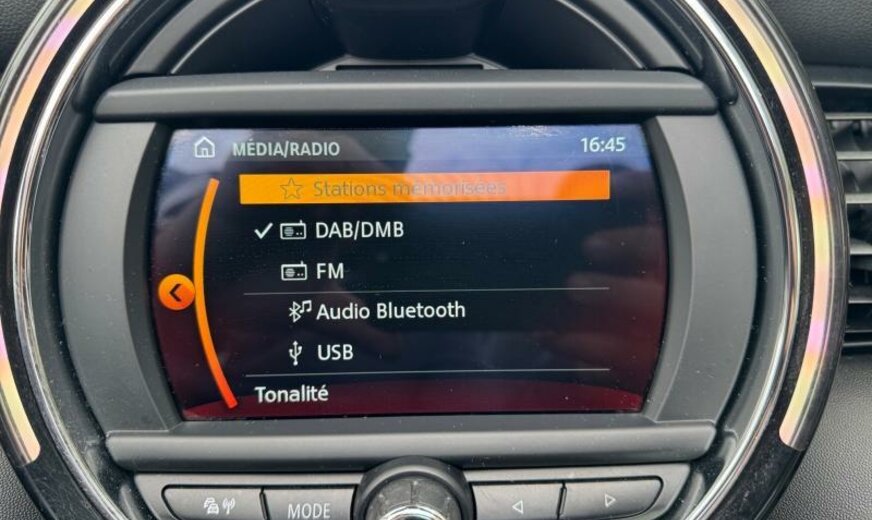 MÉDIA/RADIO 16:45
Stations mémorisées
DAB/DMB
FM
Audio Bluetooth
USB
Tonalité
MODE